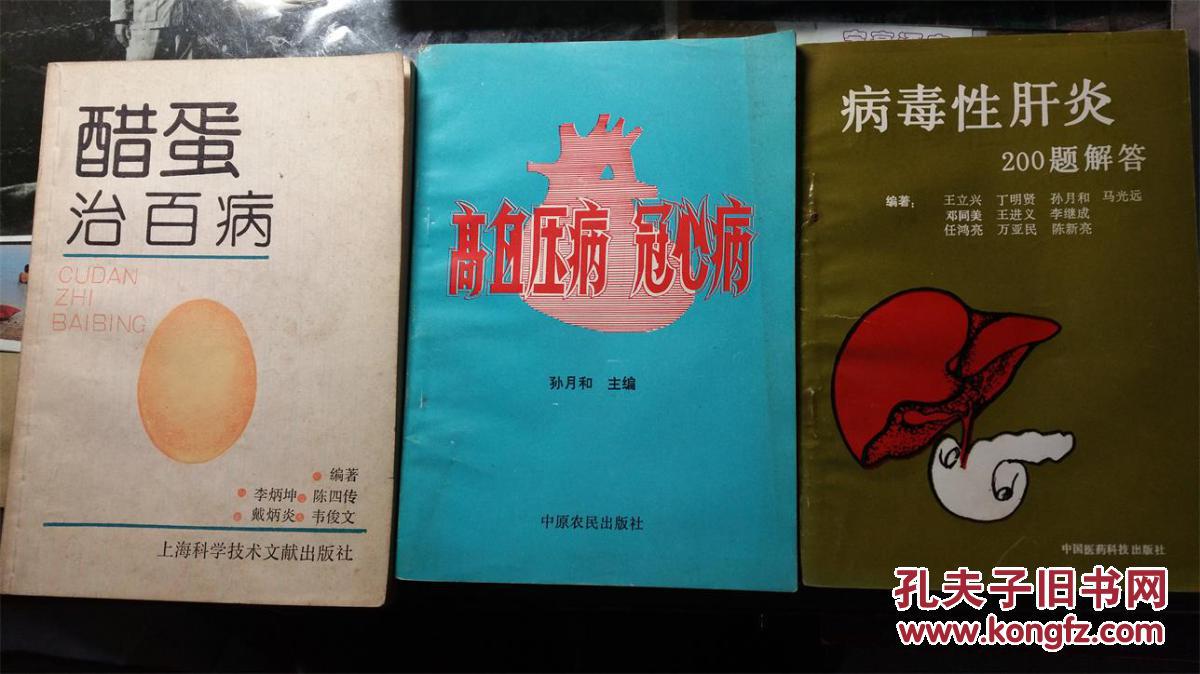 醋蛋
治百病
CUDAN
ZHI
BAIBING
编著
李炳坤 陈四传
戴炳炎 韦俊文
上海科学技术文献出版社
高血压病 冠心病
孙月和 主编
中原农民出版社
病毒性肝炎
200题解答
编著： 王立兴 丁明贤 孙月和 马光远
邓同美 王进义 李继成
任鸿亮 万亚民 陈新亮
中国医药科技出版社
孔夫子旧书网
www.kongfz.com